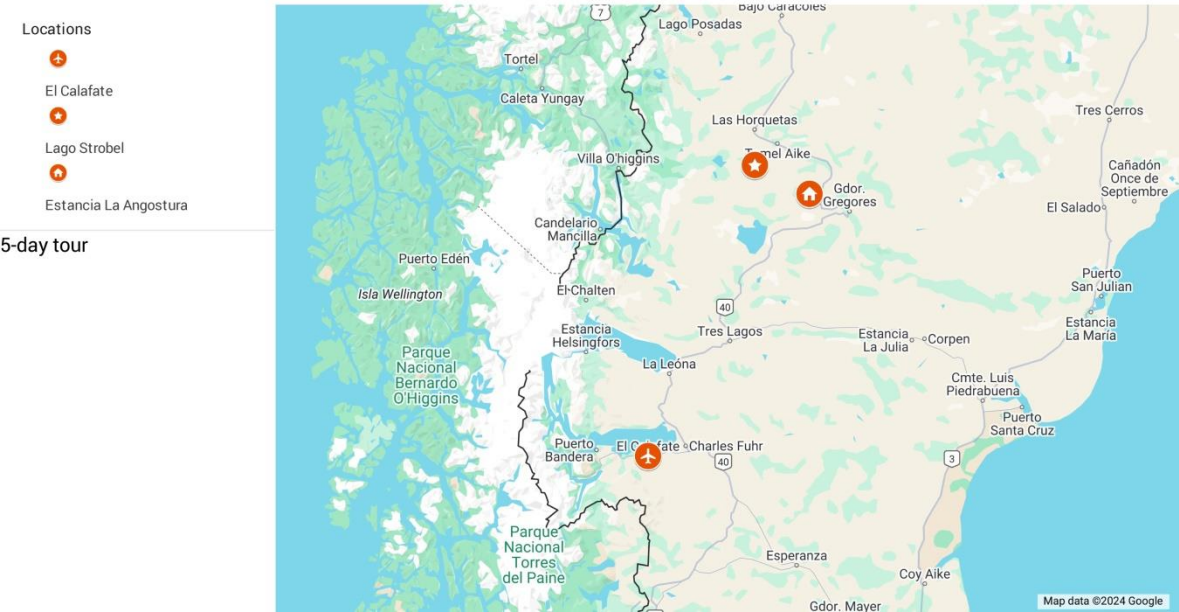 Locations
El Calafate
Lago Strobel
Estancia La Angostura
5-day tour
7
Bajo Caracoles
Lago Posadas
Tortel
Caleta Yungay
Tres Cerros
Las Horquetas
Villa O'higgins
Cañadón
Once de
Septiembre
Gdor.
Gregores
El Salado
Candelario
Mancilla
Puerto Edén
Isla Wellington
Puerto
San Julian
El Chalten
40
Estancia
Helsingfors
Tres Lagos
Estancia
La Julia
Corpen
Estancia
La María
Parque
Nacional
Bernardo
O'Higgins
La Leona
Cmte. Luis
Piedrabuena
Puerto
Santa Cruz
Puerto
Bandera
Charles Fuhr
40
3
Parque
Nacional
Torres
del Paine
Esperanza
Coy Aike
Gdor. Mayer
Map data ©2024 Google